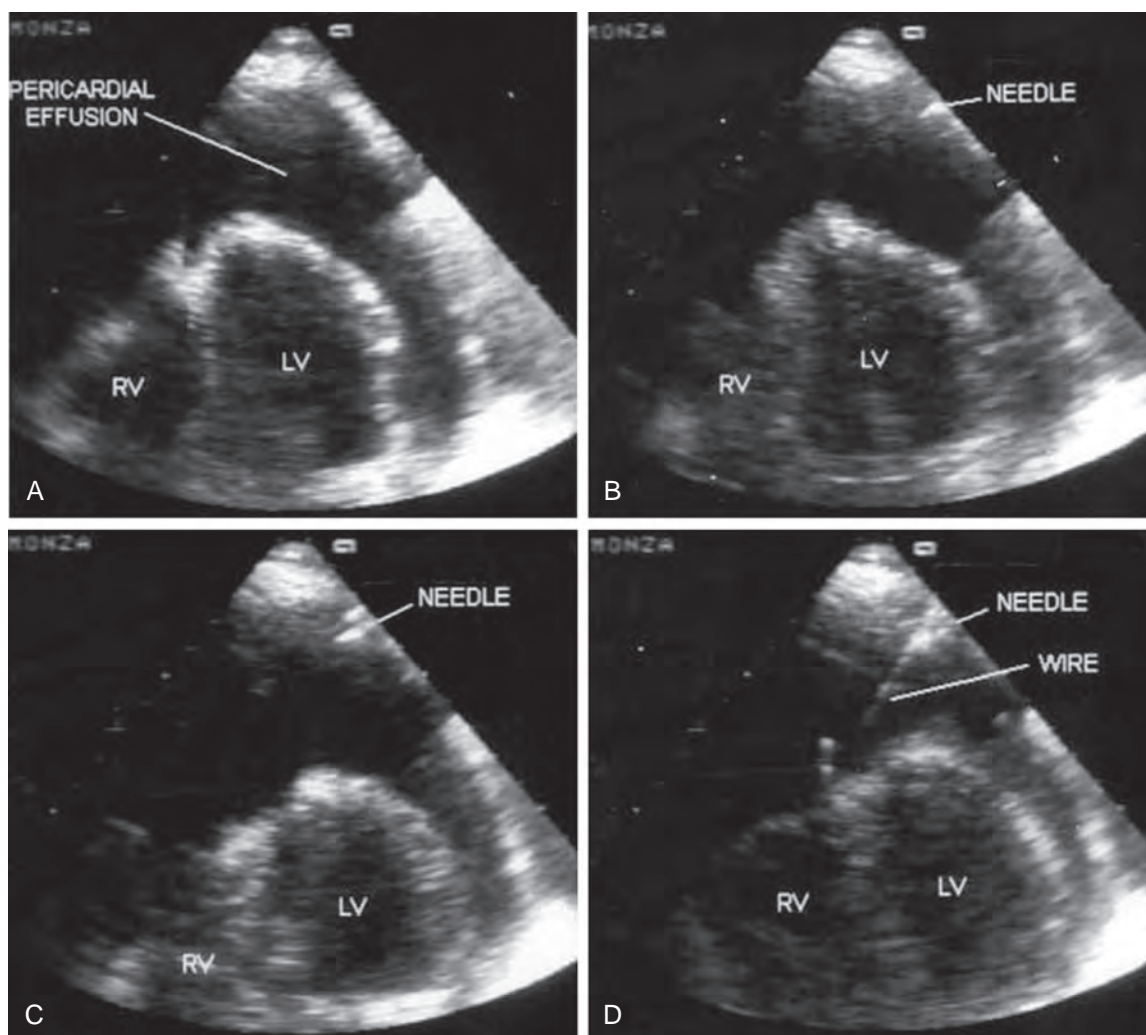 MONZA
PERICARDIAL
EFFUSION
RV
LV
A
MONZA
NEEDLE
RV
LV
B
MONZA
NEEDLE
RV
LV
C
MONZA
NEEDLE
WIRE
RV
LV
D